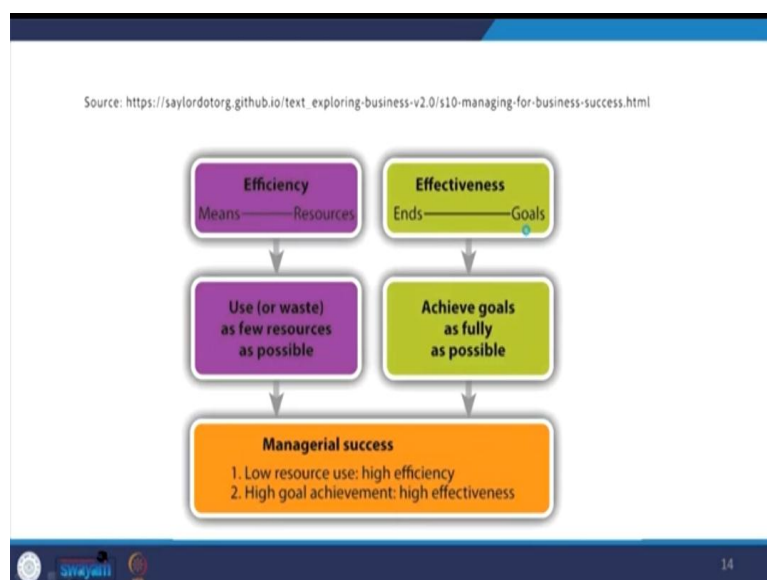 Source: https://saylordotorg.github.io/text_exploring-business-v2.0/s10-managing-for-business-success.html
Efficiency
Means Resources
Use (or waste)
as few resources
as possible
Effectiveness
Ends Goals
Achieve goals
as fully
as possible
Managerial success
1. Low resource use: high efficiency
2. High goal achievement: high effectiveness
swayam
14